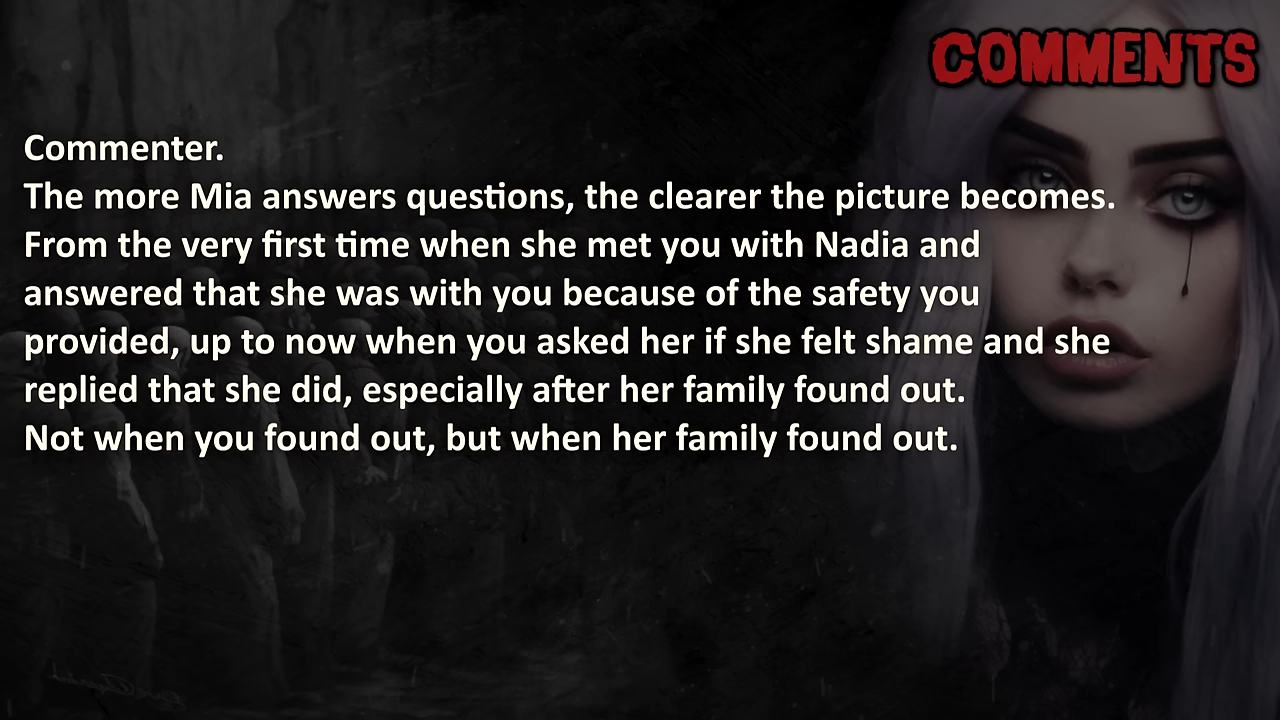 COMMENTS
Commenter.
The more Mia answers questions, the clearer the picture becomes.
From the very first time when she met you with Nadia and
answered that she was with you because of the safety you
provided, up to now when you asked her if she felt shame and she
replied that she did, especially after her family found out.
Not when you found out, but when her family found out.